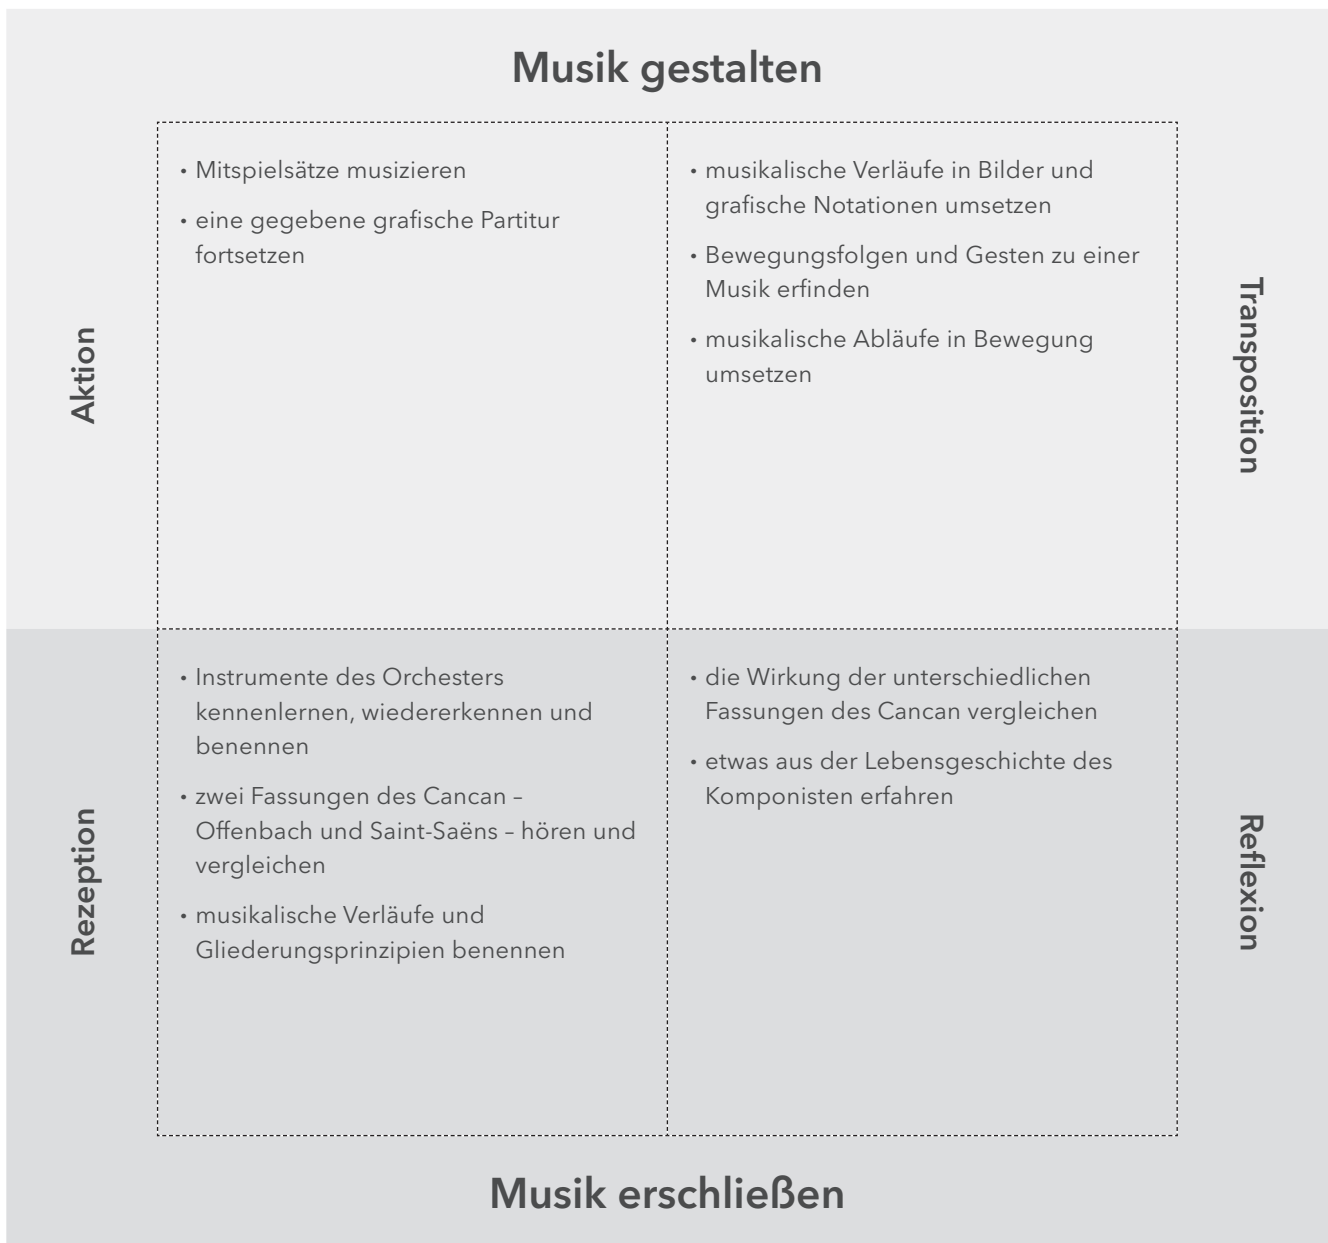 Musik gestalten
Aktion
• Mitspielsätze musizieren
• eine gegebene grafische Partitur
fortsetzen
• musikalische Verläufe in Bilder und
grafische Notationen umsetzen
• Bewegungsfolgen und Gesten zu einer
Musik erfinden
• musikalische Abläufe in Bewegung
umsetzen
Transposition
Rezeption
• Instrumente des Orchesters
kennenlernen, wiedererkennen und
benennen
• zwei Fassungen des Cancan –
Offenbach und Saint-Saëns – hören und
vergleichen
• musikalische Verläufe und
Gliederungsprinzipien benennen
• die Wirkung der unterschiedlichen
Fassungen des Cancan vergleichen
• etwas aus der Lebensgeschichte des
Komponisten erfahren
Reflexion
Musik erschließen